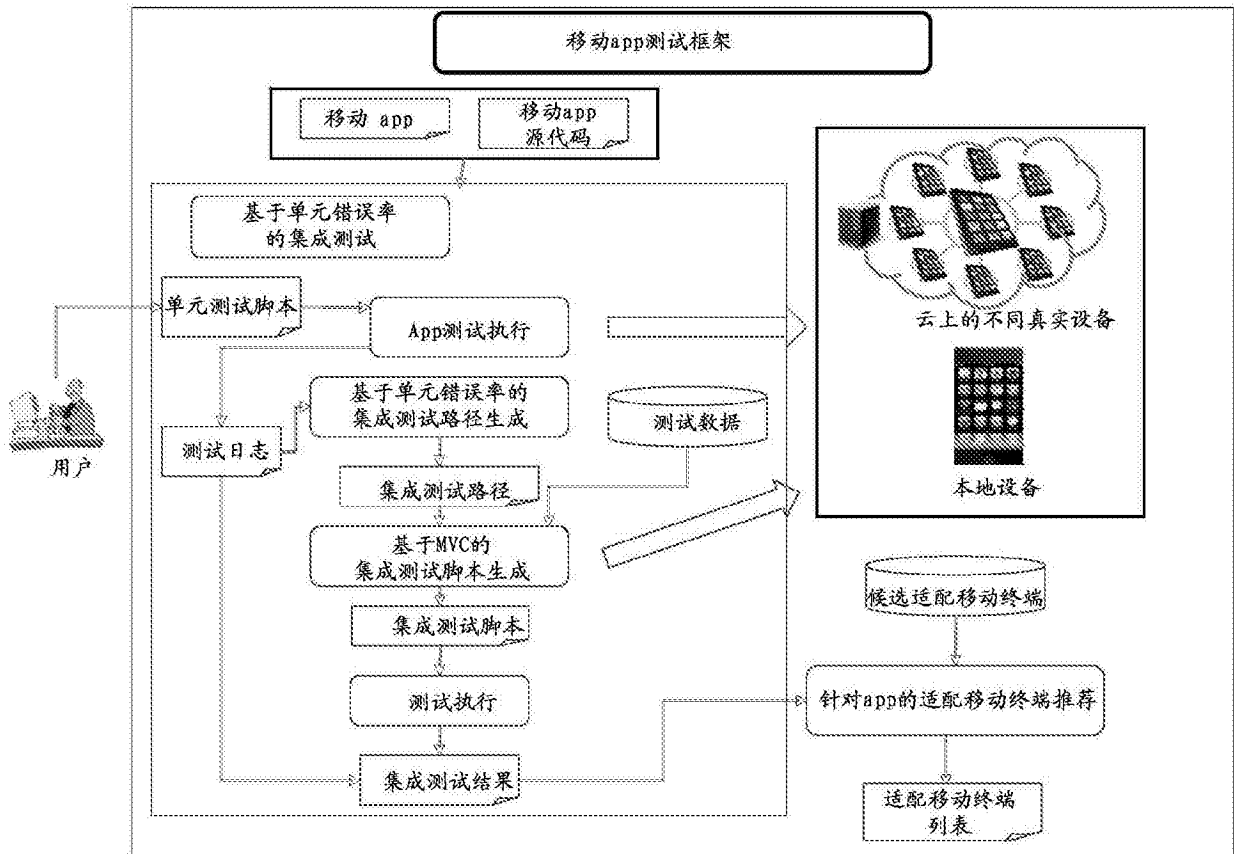 移动app测试框架
移动 app
移动app
源代码
基于单元错误率
的集成测试
单元测试脚本
App测试执行
云上的不同真实设备
基于单元错误率的
集成测试路径生成
测试数据
测试日志
用户
集成测试路径
本地设备
基于MVC的
集成测试脚本生成
候选适配移动终端
集成测试脚本
测试执行
针对app的适配移动终端推荐
集成测试结果
适配移动终端
列表